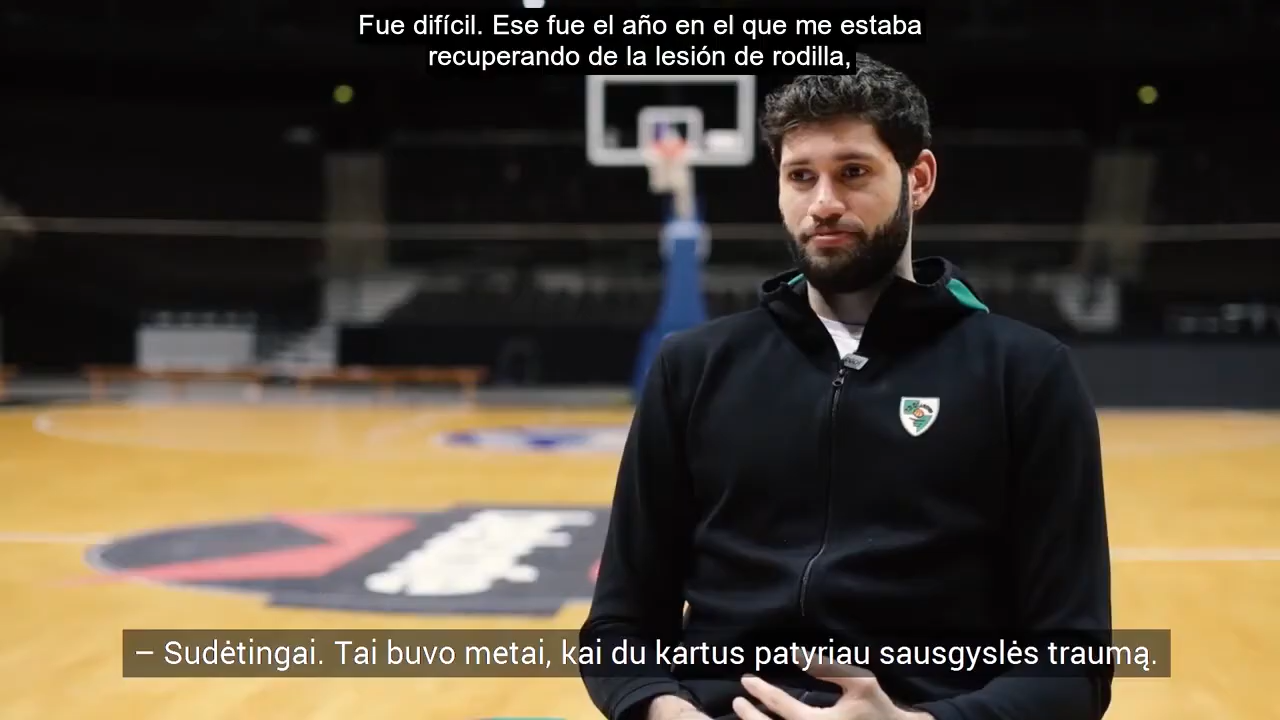 Fue difícil. Ese fue el año en el que me estaba
recuperando de la lesión de rodilla,
– Sudėtingai. Tai buvo metai, kai du kartus patyriau sausgyslės traumą.